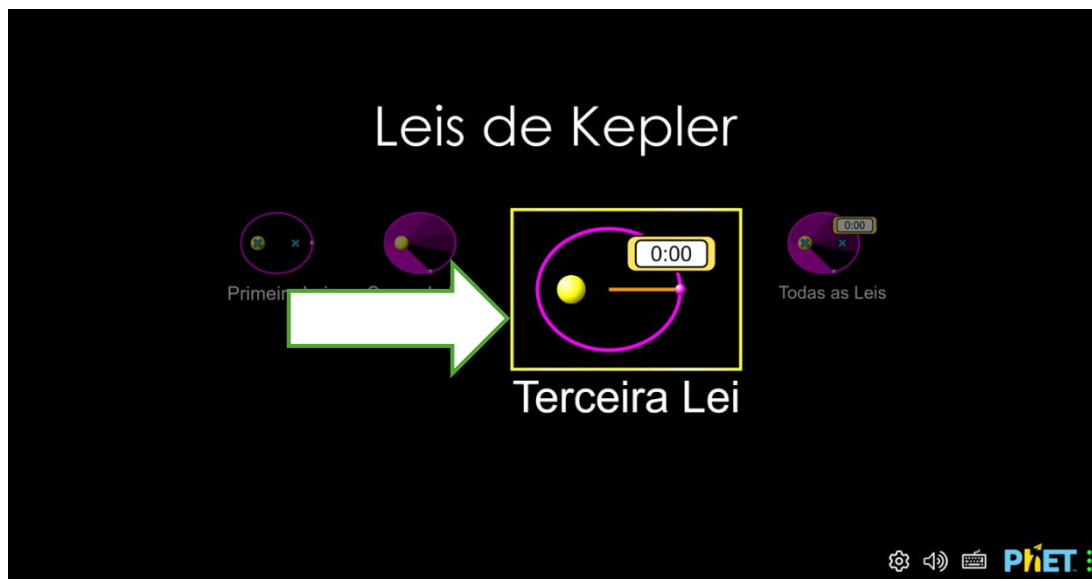 Leis de Kepler
0:00
0:00
Todas as Leis
Terceira Lei
PhET